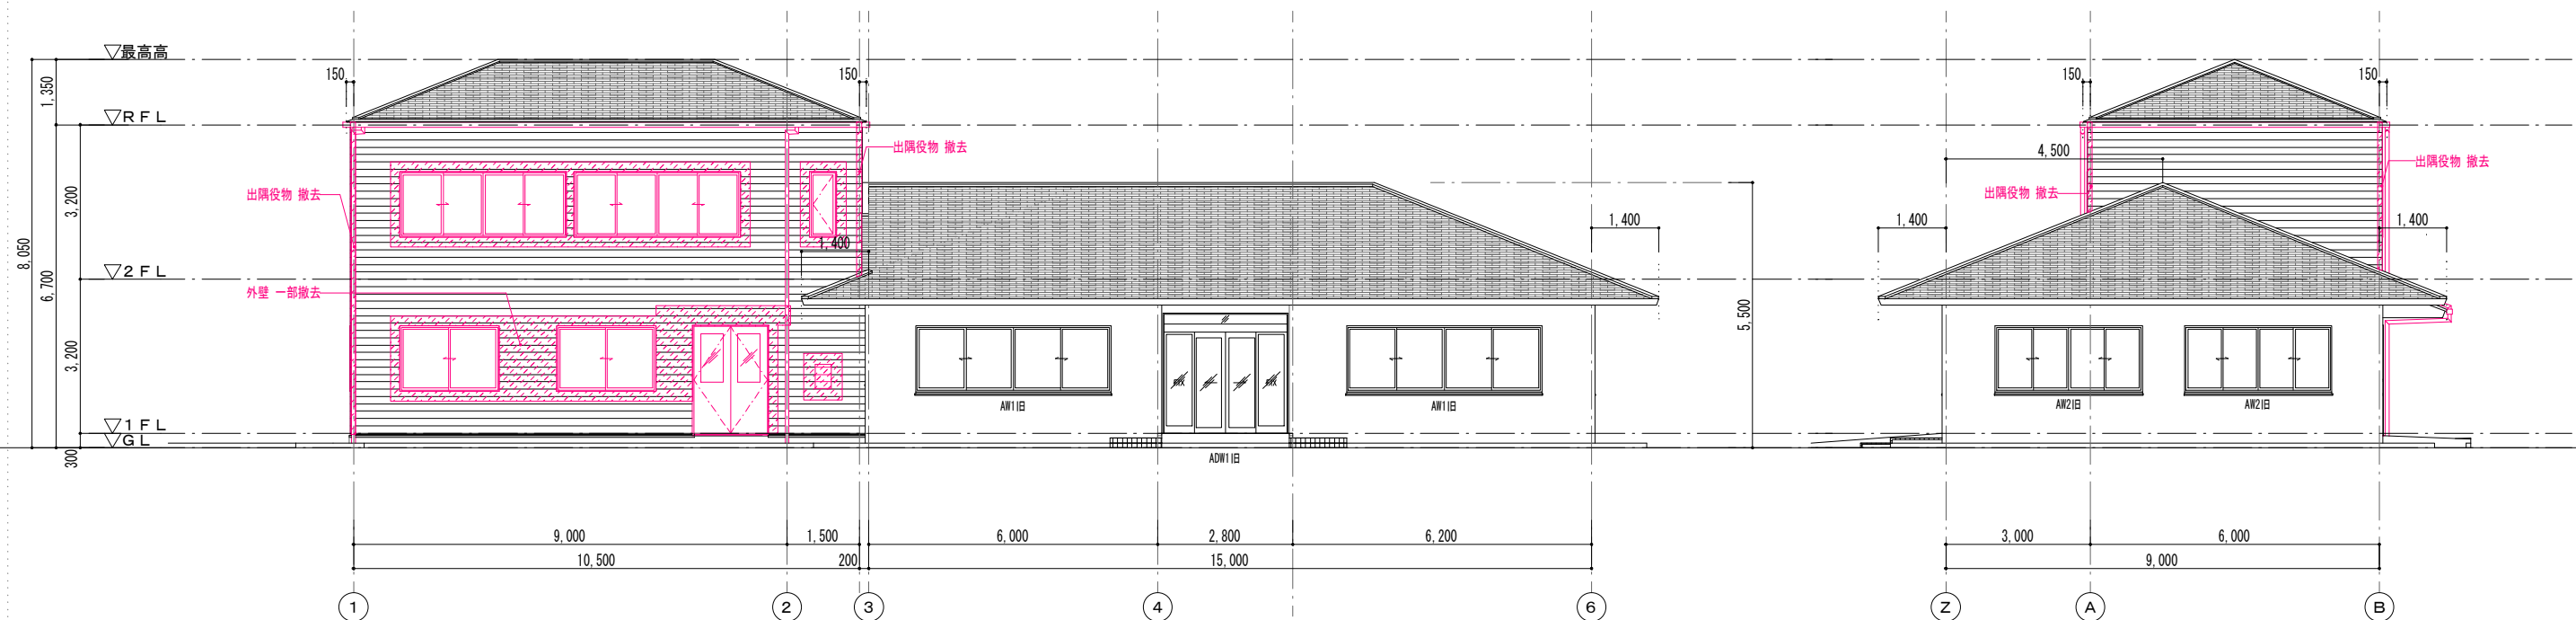 ▽最高高
150
150
150
150
1,350
▽ＲＦＬ
出隅役物 撤去
4,500
出隅役物 撤去
出隅役物 撤去
出隅役物 撤去
3,200
1,400
1,400
1,400
1,400
8,050
6,700
▽２ＦＬ
外壁 一部撤去
5,500
3,200
FIX
FIX
AW1旧
AW1旧
AW2旧
AW2旧
▽１ＦＬ
▽ＧＬ
300
ADW1旧
9,000
1,500
6,000
2,800
6,200
3,000
6,000
10,500
200
15,000
9,000
1
2
3
4
6
Z
A
B